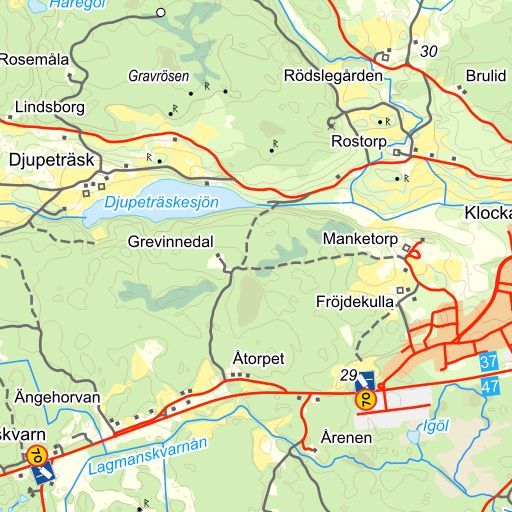 Häregöl
Rosemåla
Gravrösen
Rödslegården
30
Brulid
Lindsborg
R
R
R
Rostorp
Djupeträsk
R
R
R
Djupeträskesjön
Klocka
Grevinnedal
Manketorp
Fröjdekulla
Åtorpet
29
37
47
Ängehorvan
70
Igöl
skvarn
Lagmanskvarnån
Årenen
70